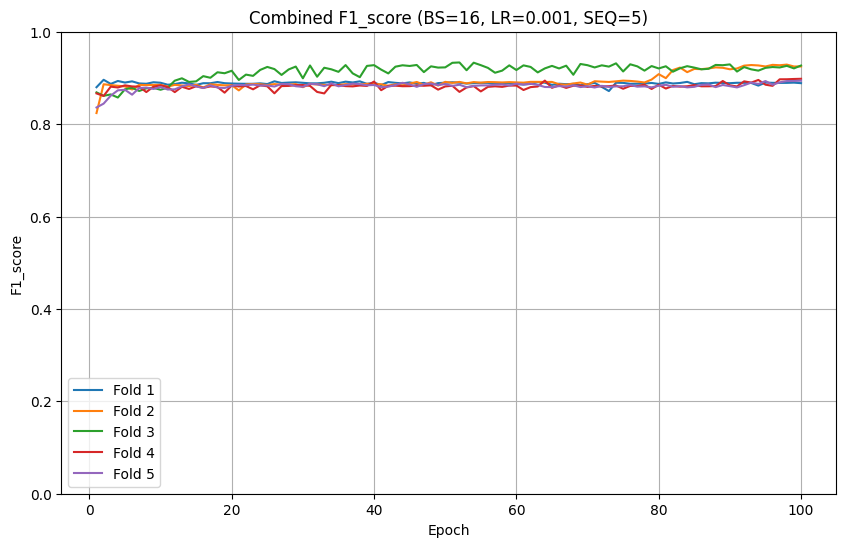 Combined F1_score (BS=16, LR=0.001, SEQ=5)
F1_score
1.0
0.8
0.6
0.4
0.2
0.0
Fold 1
Fold 2
Fold 3
Fold 4
Fold 5
0 20 40 60 80 100
Epoch